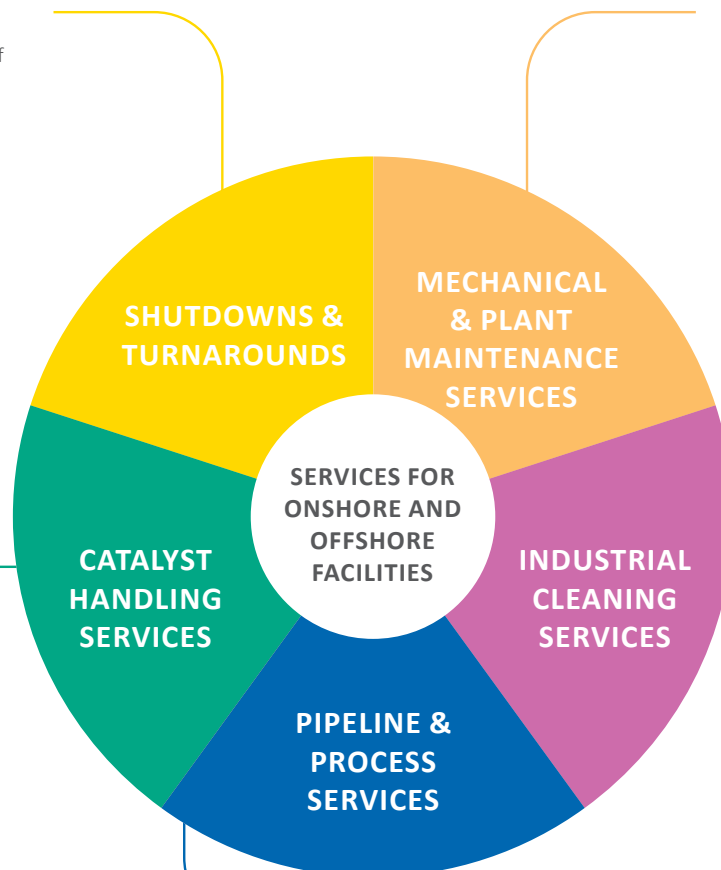 f
SHUTDOWNS &
TURNAROUNDS
MECHANICAL
& PLANT
MAINTENANCE
SERVICES
SERVICES FOR
ONSHORE AND
OFFSHORE
FACILITIES
CATALYST
HANDLING
SERVICES
INDUSTRIAL
CLEANING
SERVICES
PIPELINE &
PROCESS
SERVICES